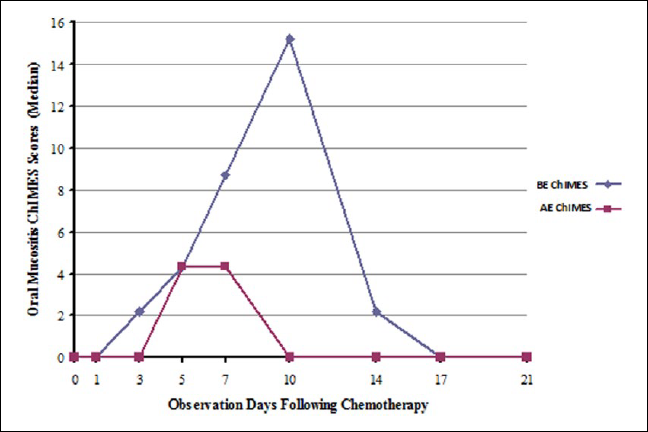 Oral Mucositis ChIMES Scores (Median)
16
14
12
10
8
6
4
2
0
0 1 3 5 7 10 14 17 21
Observation Days Following Chemotherapy
BE ChIMES
AE ChIMES